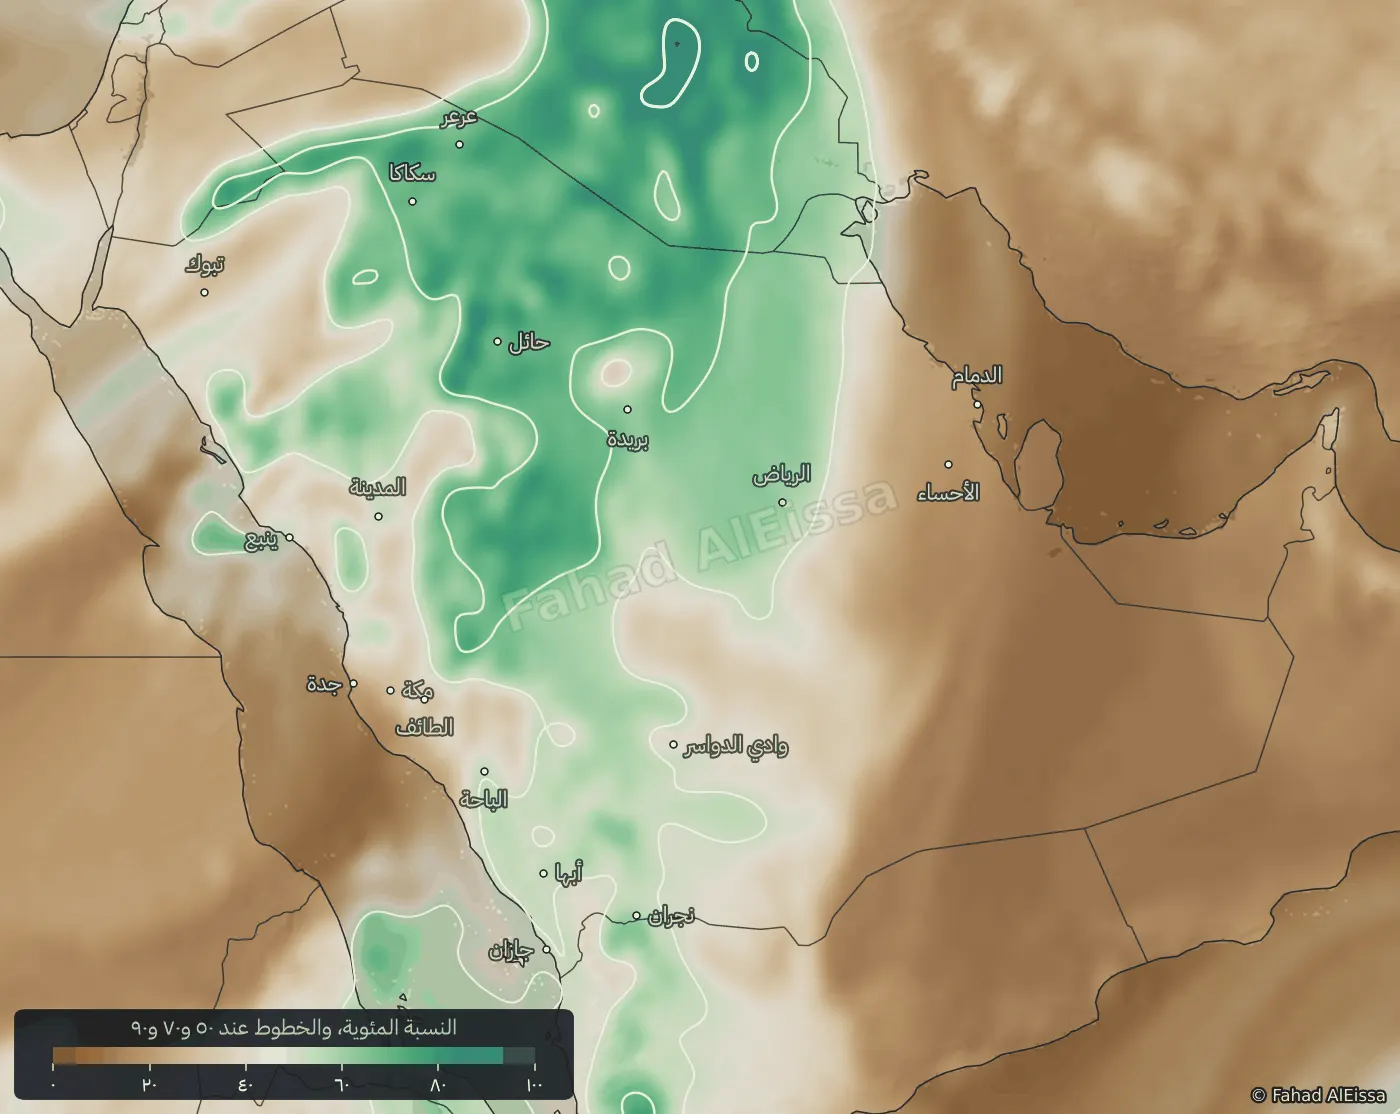 عرعر
سكاكا
تبوك
حائل
الدمام
بريدة
الرياض
الأحساء
المدينة
ينبع
Fahad AlEissa
جدة
مكة
الطائف
وادي الدواسر
الباحة
أبها
نجران
جازان
النسبة المئوية، والخطوط عند ٥٠ و٧٠ و٩٠
٠ ٢٠ ٤٠ ٦٠ ٨٠ ١٠٠
© Fahad AlEissa